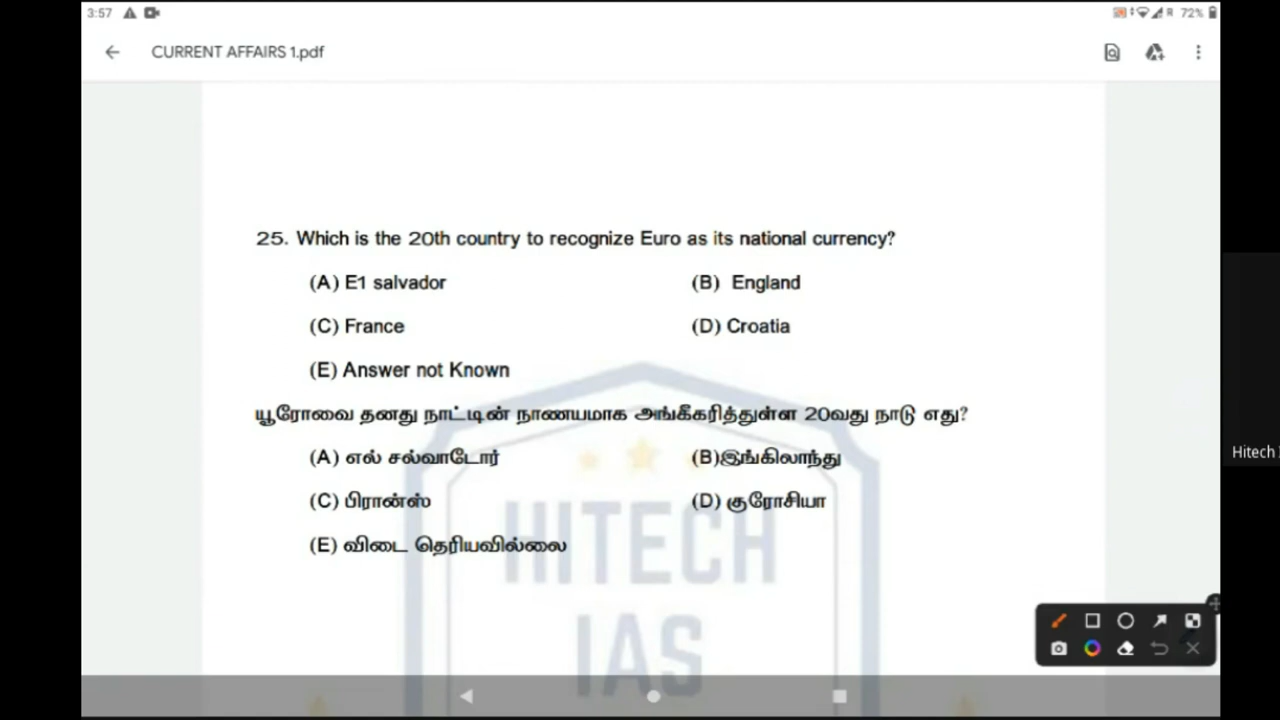 3:57
R 72%
CURRENT AFFAIRS 1.pdf
25. Which is the 20th country to recognize Euro as its national currency?
(A) E1 salvador (B) England
(C) France (D) Croatia
(E) Answer not Known
யூரோவை தனது நாட்டின் நாணயமாக அங்கீகரித்துள்ள 20வது நாடு எது?
(A) எல் சல்வாடோர் (B)இங்கிலாந்து
(C) பிரான்ஸ் (D) குரோசியா
(E) விடை தெரியவில்லை
HITECH
IAS
Hitech